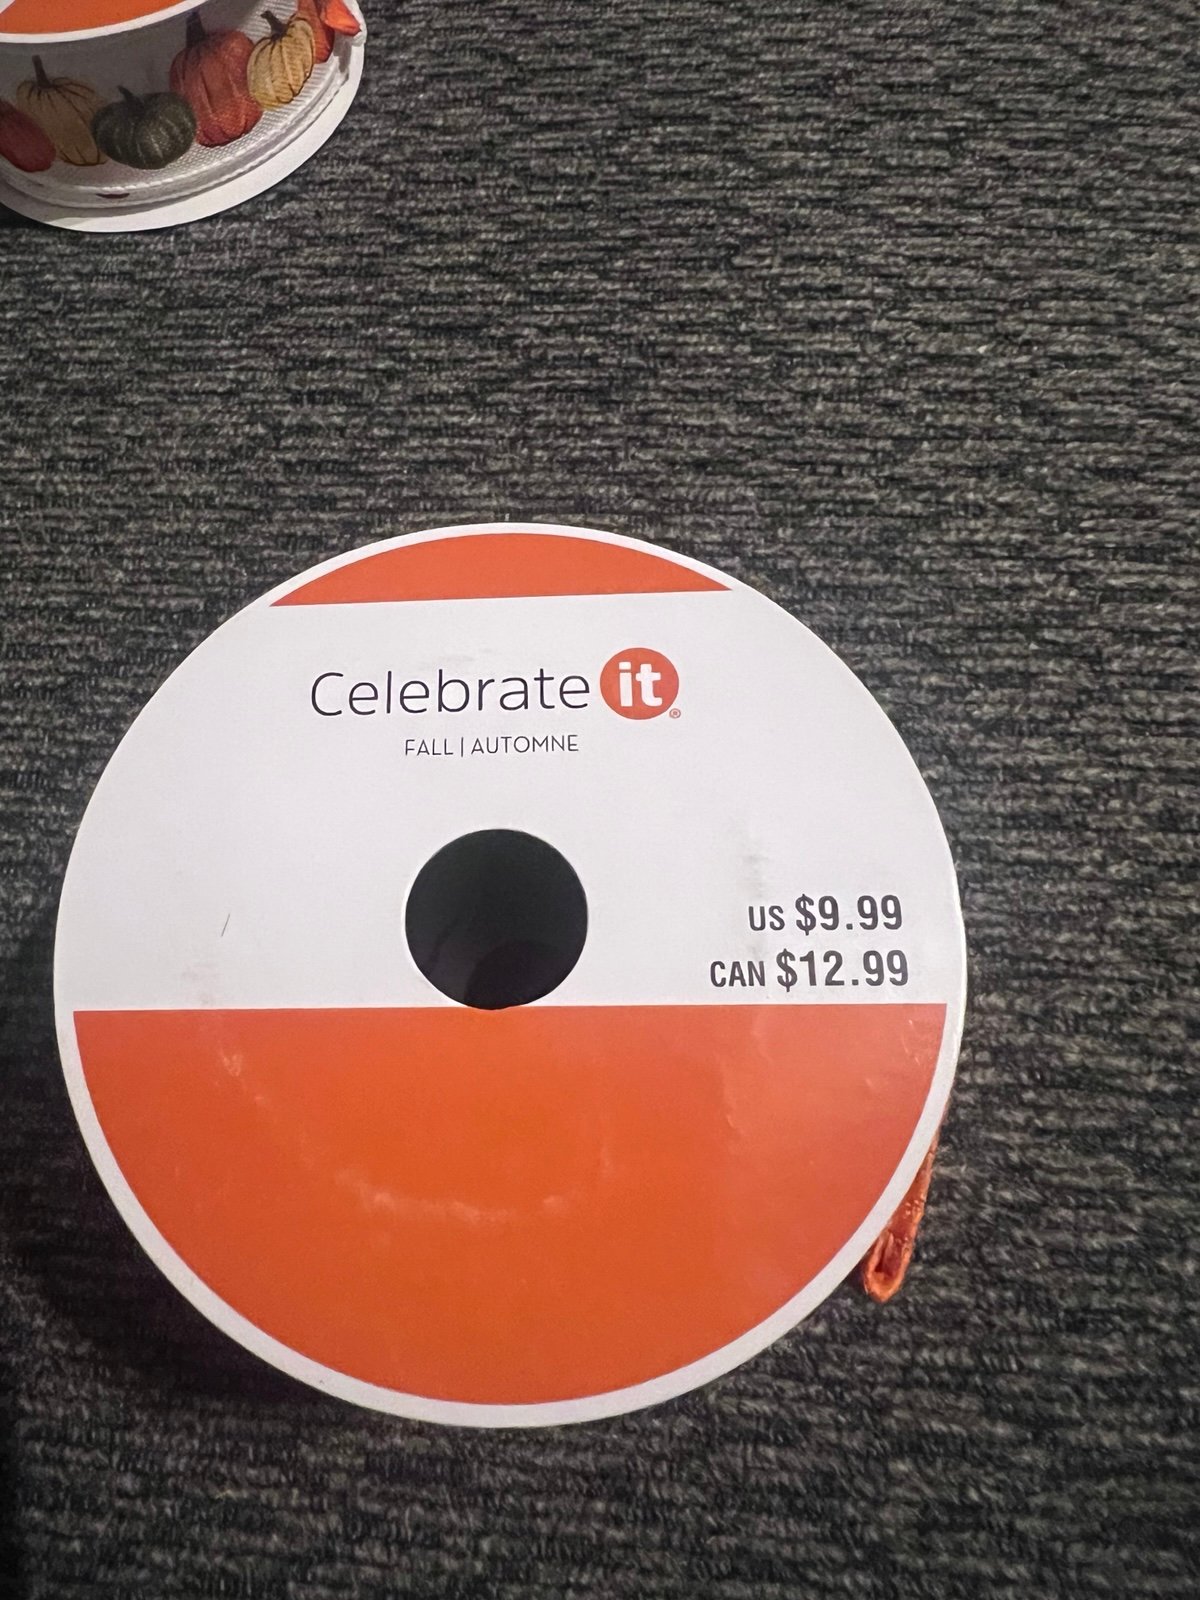 Celebrate it®
FALL | AUTOMNE
US $9.99
CAN $12.99